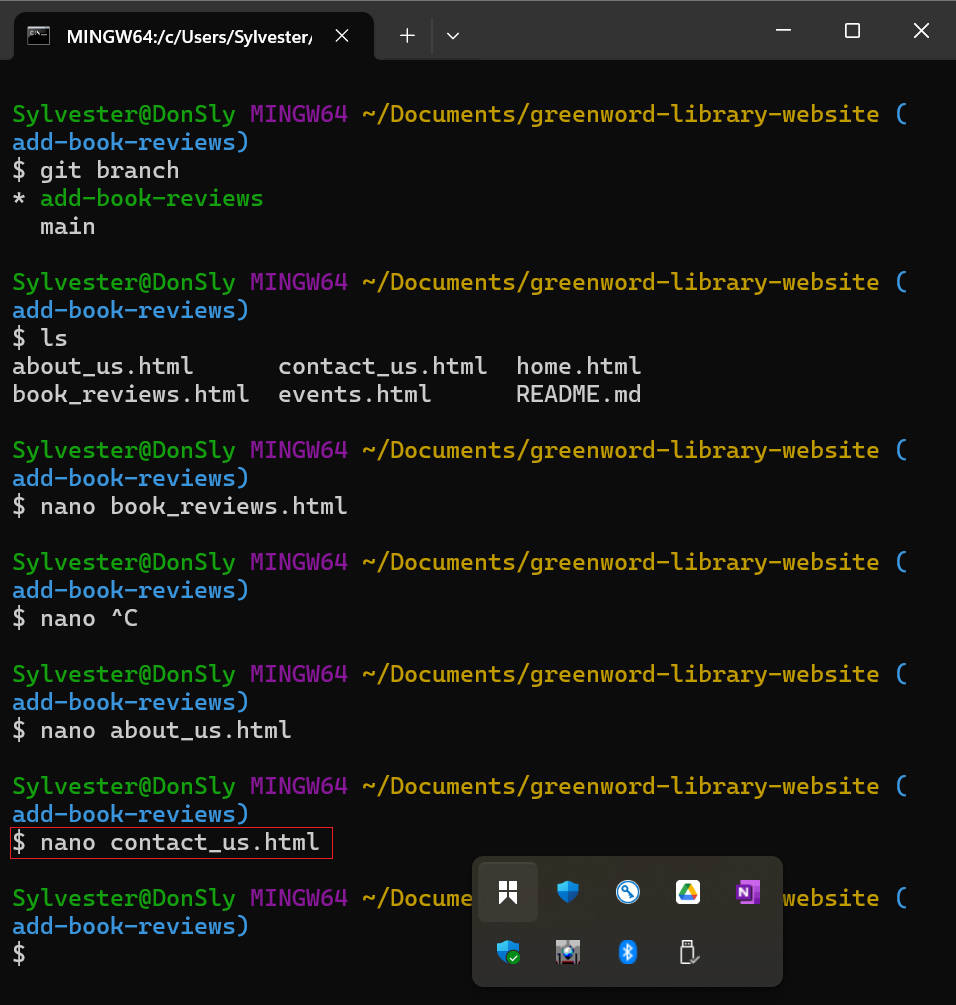 MINGW64:/c/Users/Sylvester/
Sylvester@DonSly MINGW64 ~/Documents/greenword-library-website (
add-book-reviews)
$ git branch
* add-book-reviews
  main
Sylvester@DonSly MINGW64 ~/Documents/greenword-library-website (
add-book-reviews)
$ ls
about_us.html      contact_us.html  home.html
book_reviews.html  events.html      README.md
Sylvester@DonSly MINGW64 ~/Documents/greenword-library-website (
add-book-reviews)
$ nano book_reviews.html
Sylvester@DonSly MINGW64 ~/Documents/greenword-library-website (
add-book-reviews)
$ nano ^C
Sylvester@DonSly MINGW64 ~/Documents/greenword-library-website (
add-book-reviews)
$ nano about_us.html
Sylvester@DonSly MINGW64 ~/Documents/greenword-library-website (
add-book-reviews)
$ nano contact_us.html
Sylvester@DonSly MINGW64 ~/Docume website (
add-book-reviews)
$